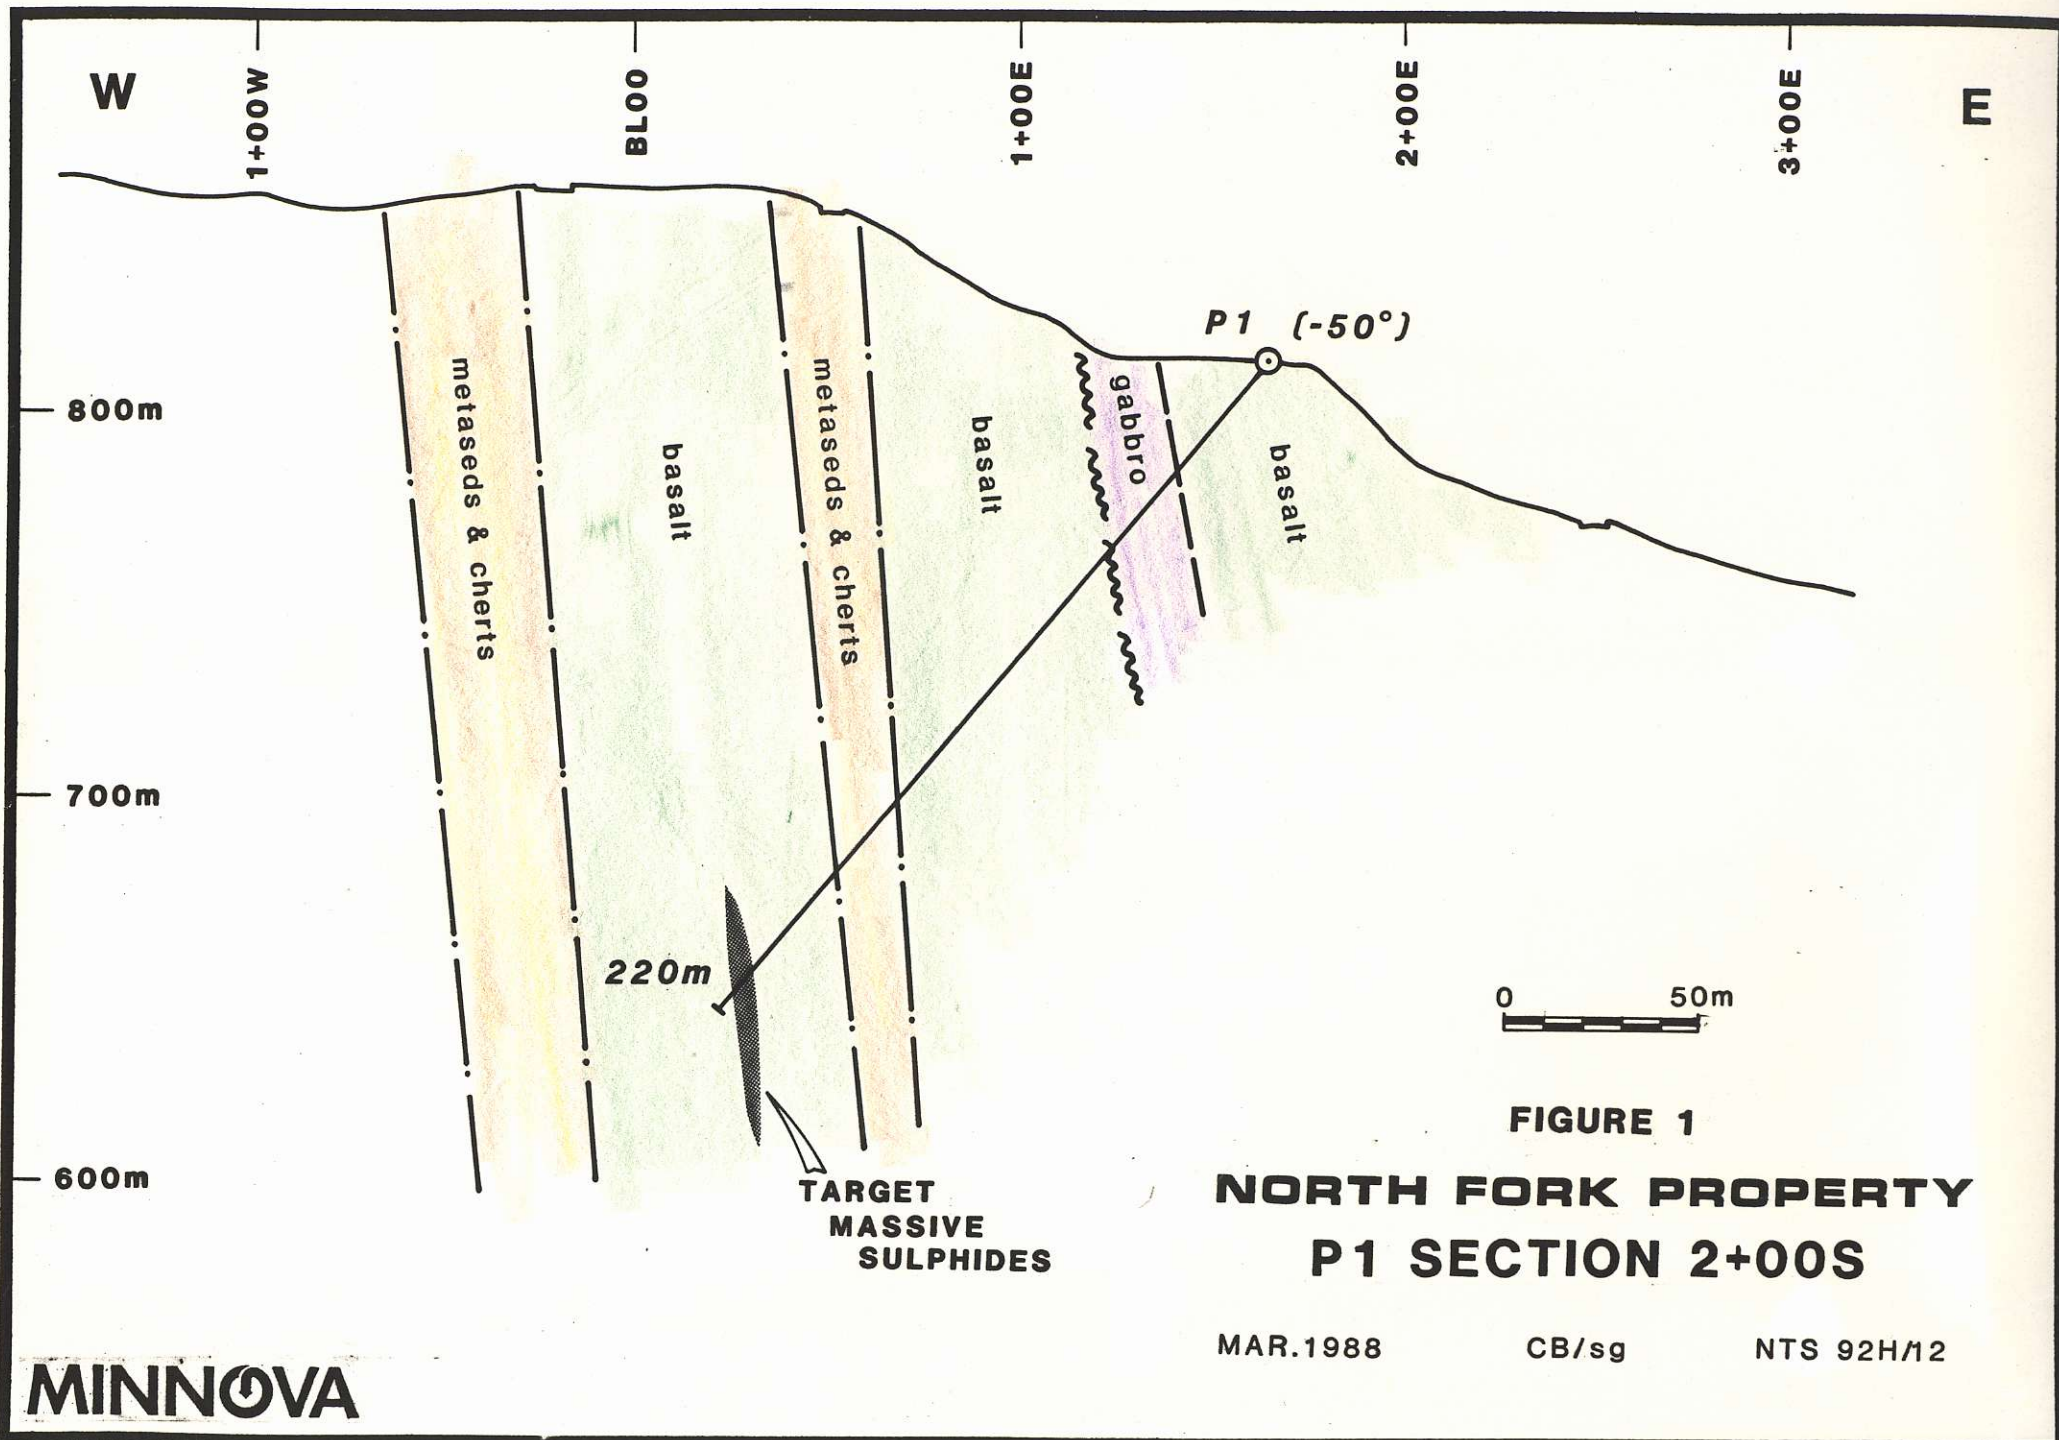 W
1+00W
BL00
1+00E
2+00E
3+00E
E
P1 (-50°)
800m
700m
600m
metaseds & cherts
basalt
metaseds & cherts
basalt
gabbro
basalt
220m
TARGET
MASSIVE
SULPHIDES
0 50m
FIGURE 1
NORTH FORK PROPERTY
P1 SECTION 2+00S
MAR.1988 CB/sg NTS 92H/12
MINNOVA